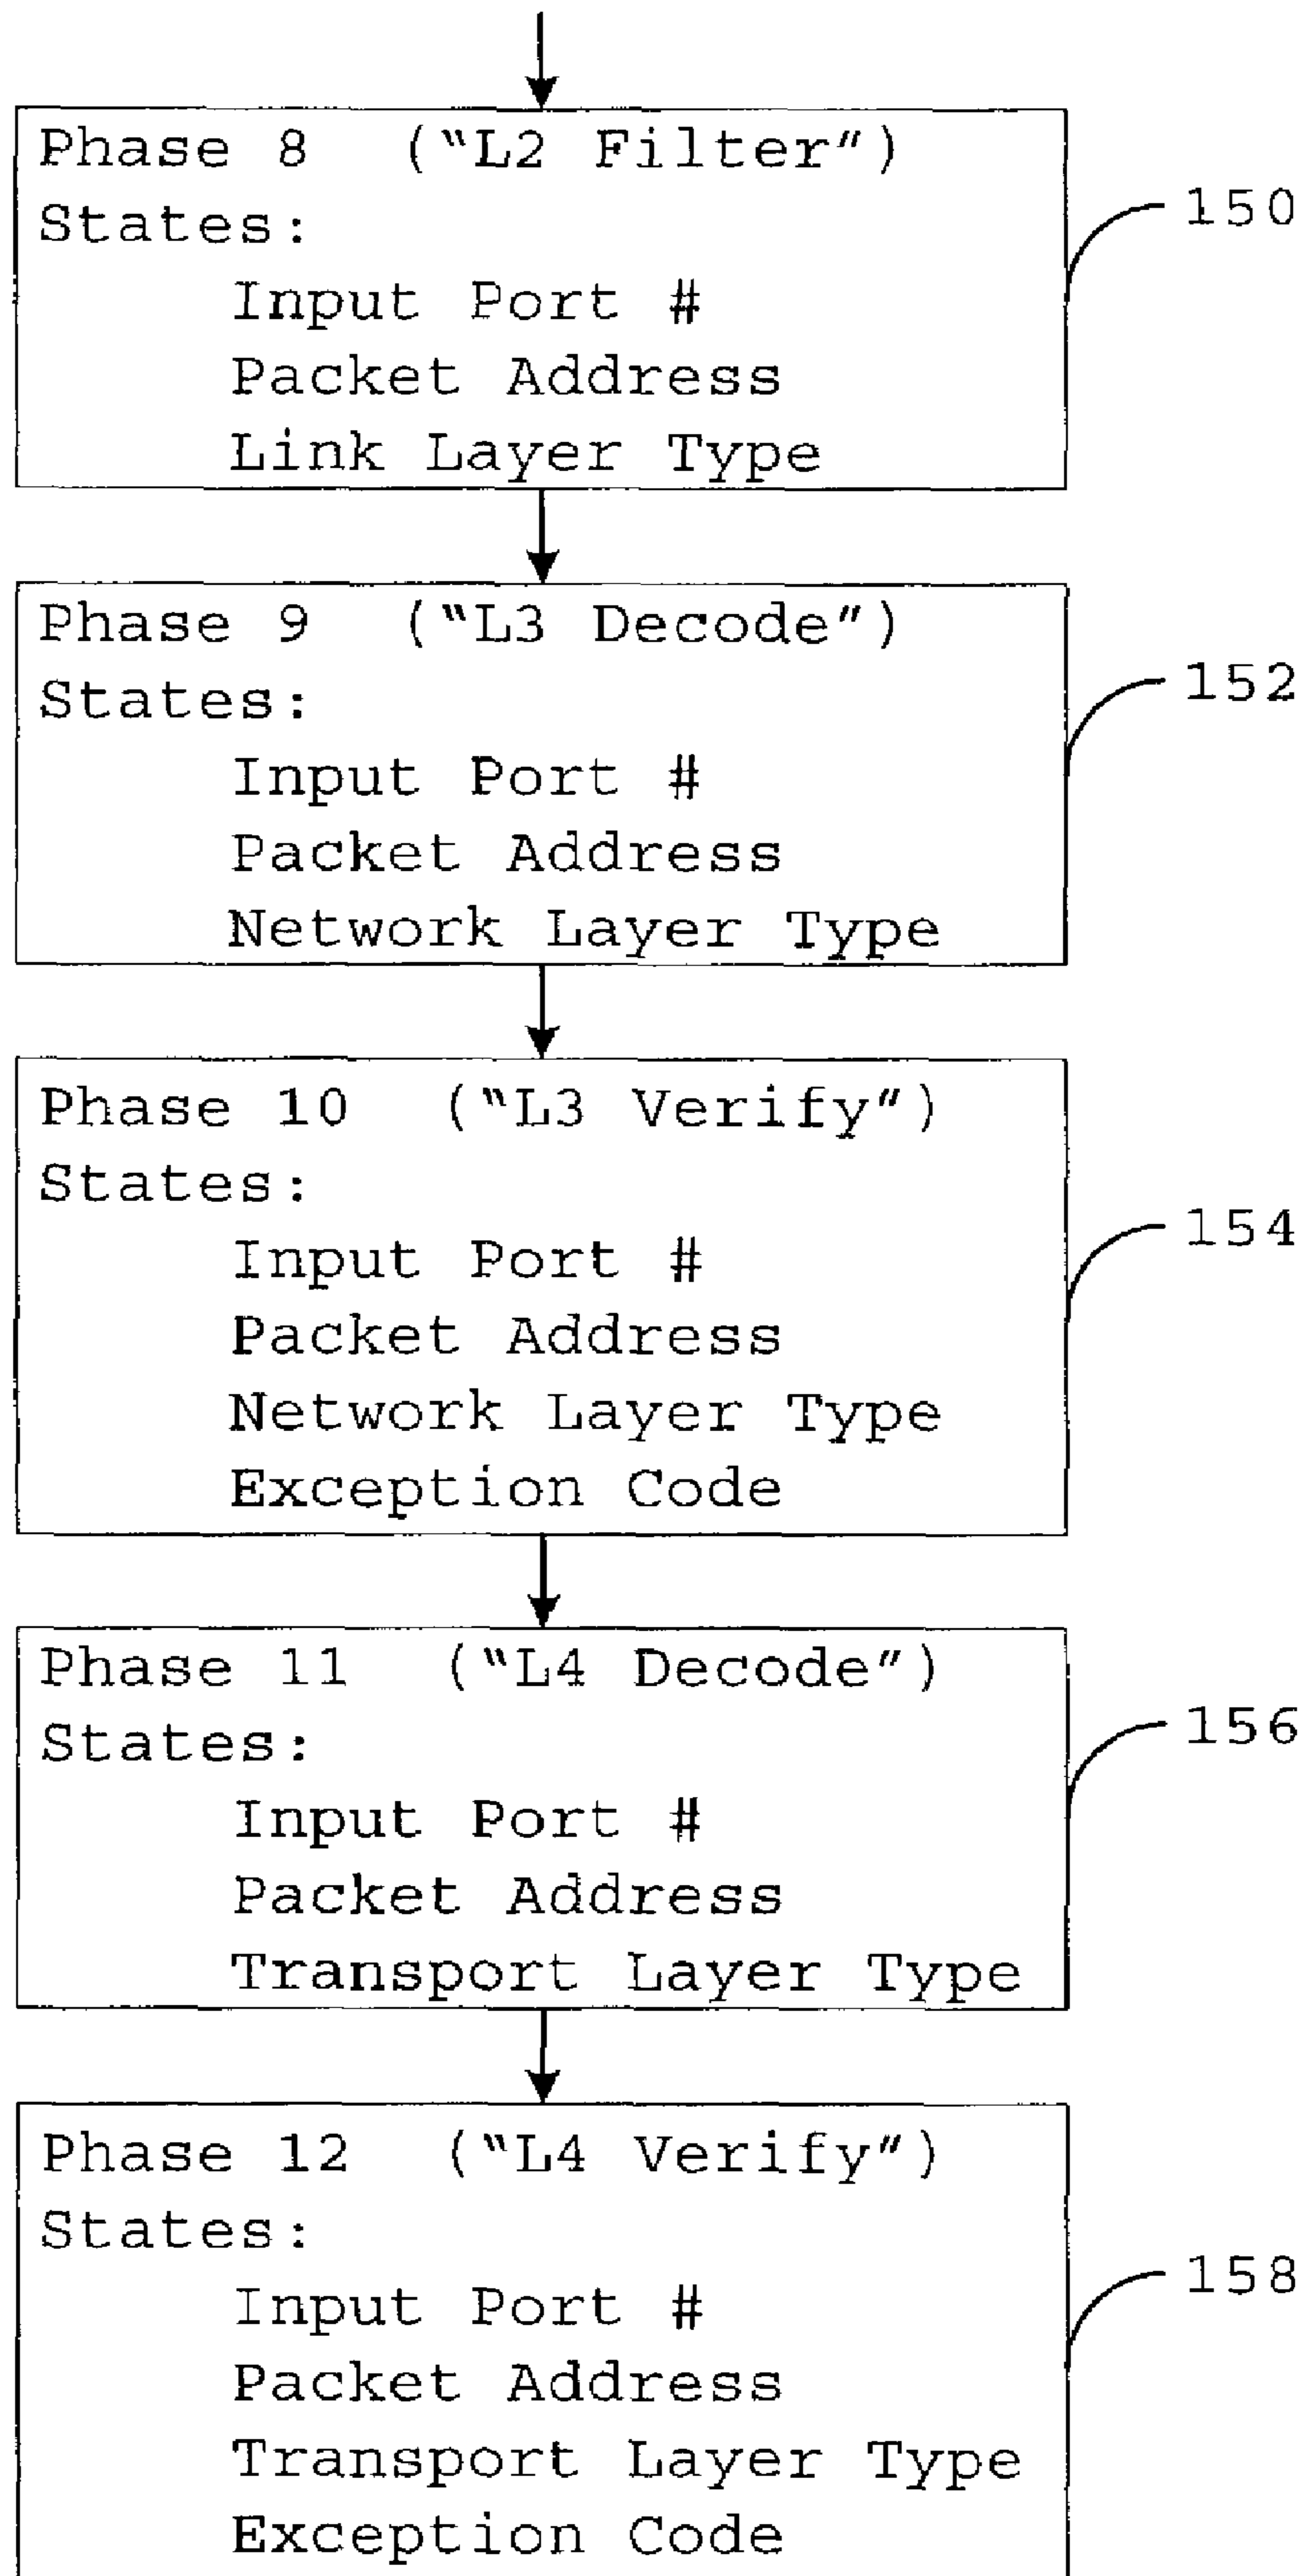 Phase 8 ("L2 Filter")
States:
Input Port #
Packet Address
Link Layer Type
150
Phase 9 ("L3 Decode")
States:
Input Port #
Packet Address
Network Layer Type
152
Phase 10 ("L3 Verify")
States:
Input Port #
Packet Address
Network Layer Type
Exception Code
154
Phase 11 ("L4 Decode")
States:
Input Port #
Packet Address
Transport Layer Type
156
Phase 12 ("L4 Verify")
States:
Input Port #
Packet Address
Transport Layer Type
Exception Code
158